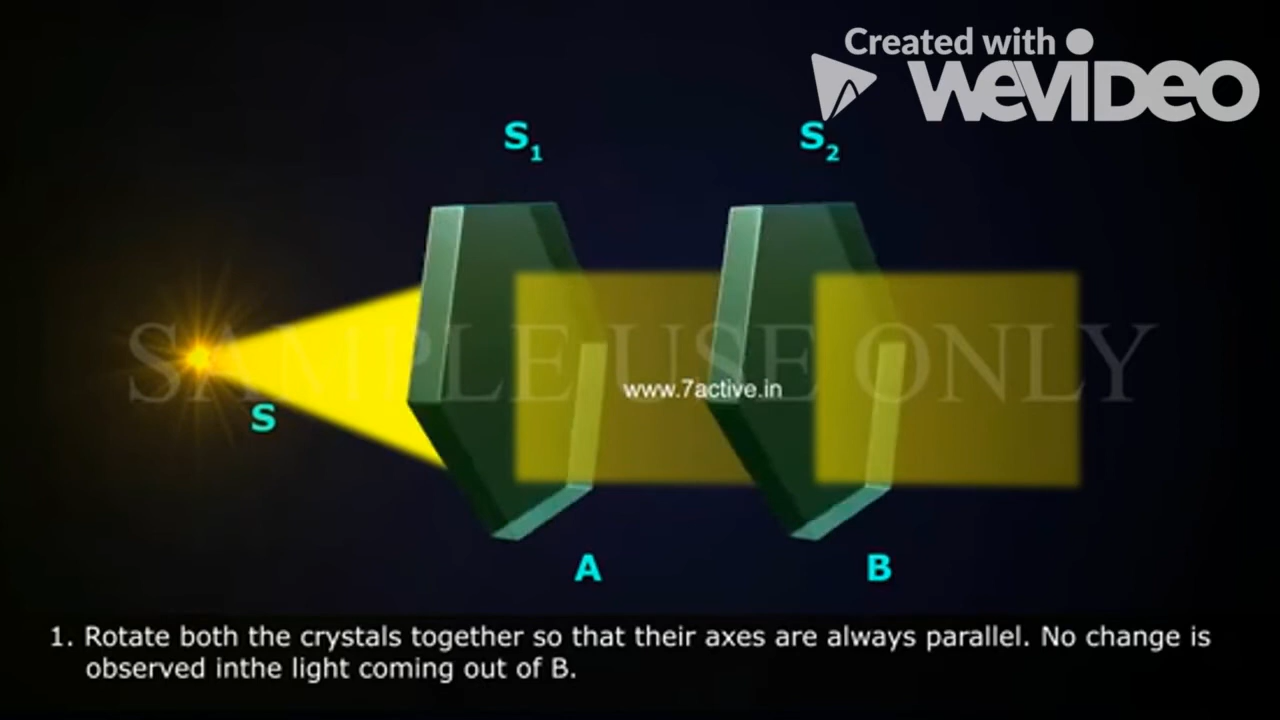 Created with
WEVIDEO
S1
S2
SAMPLE USE ONLY
www.7active.in
S
A
B
1. Rotate both the crystals together so that their axes are always parallel. No change is
observed inthe light coming out of B.